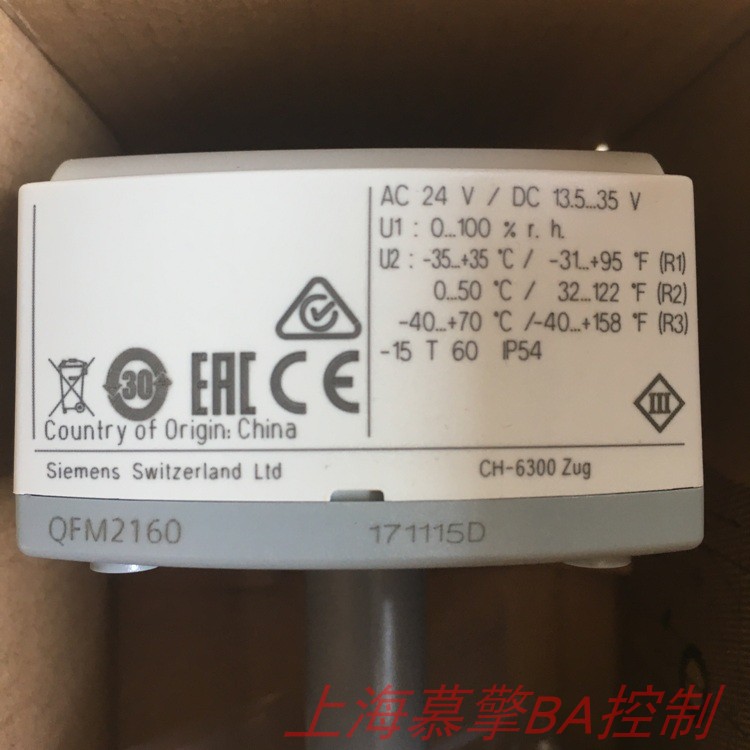 AC 24 V / DC 13.5...35 V
U1 : 0...100 % r. h.
U2 : -35...+35 °C / -31...+95 °F (R1)
0...50 °C / 32...122 °F (R2)
-40...+70 °C /-40...+158 °F (R3)
-15 T 60 IP54
30
EAC CE
III
Country of Origin: China
Siemens Switzerland Ltd
CH-6300 Zug
QFM2160
171115D
上海慕擎BA控制